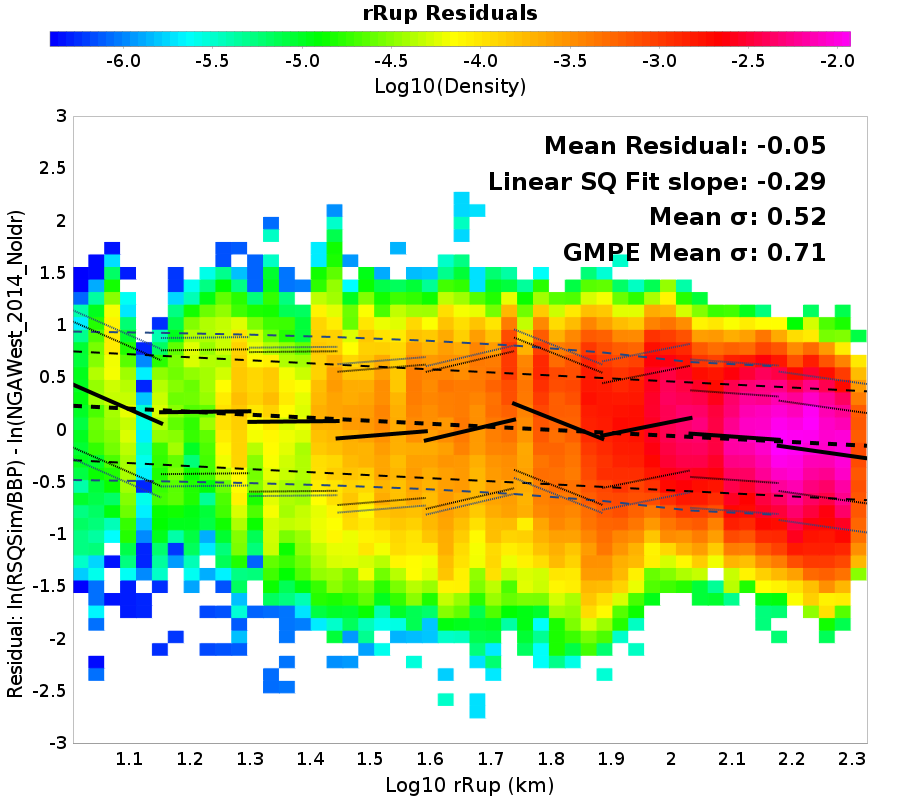 rRup Residuals
-6.0 -5.5 -5.0 -4.5 -4.0 -3.5 -3.0 -2.5 -2.0
Log10(Density)
Mean Residual: -0.05
Linear SQ Fit slope: -0.29
Mean σ: 0.52
GMPE Mean σ: 0.71
Residual: ln(RSQSim/BBP) - ln(NGAWest_2014_NoIdr)
3
2.5
2
1.5
1
0.5
0
-0.5
-1
-1.5
-2
-2.5
-3
1.1 1.2 1.3 1.4 1.5 1.6 1.7 1.8 1.9 2 2.1 2.2 2.3
Log10 rRup (km)